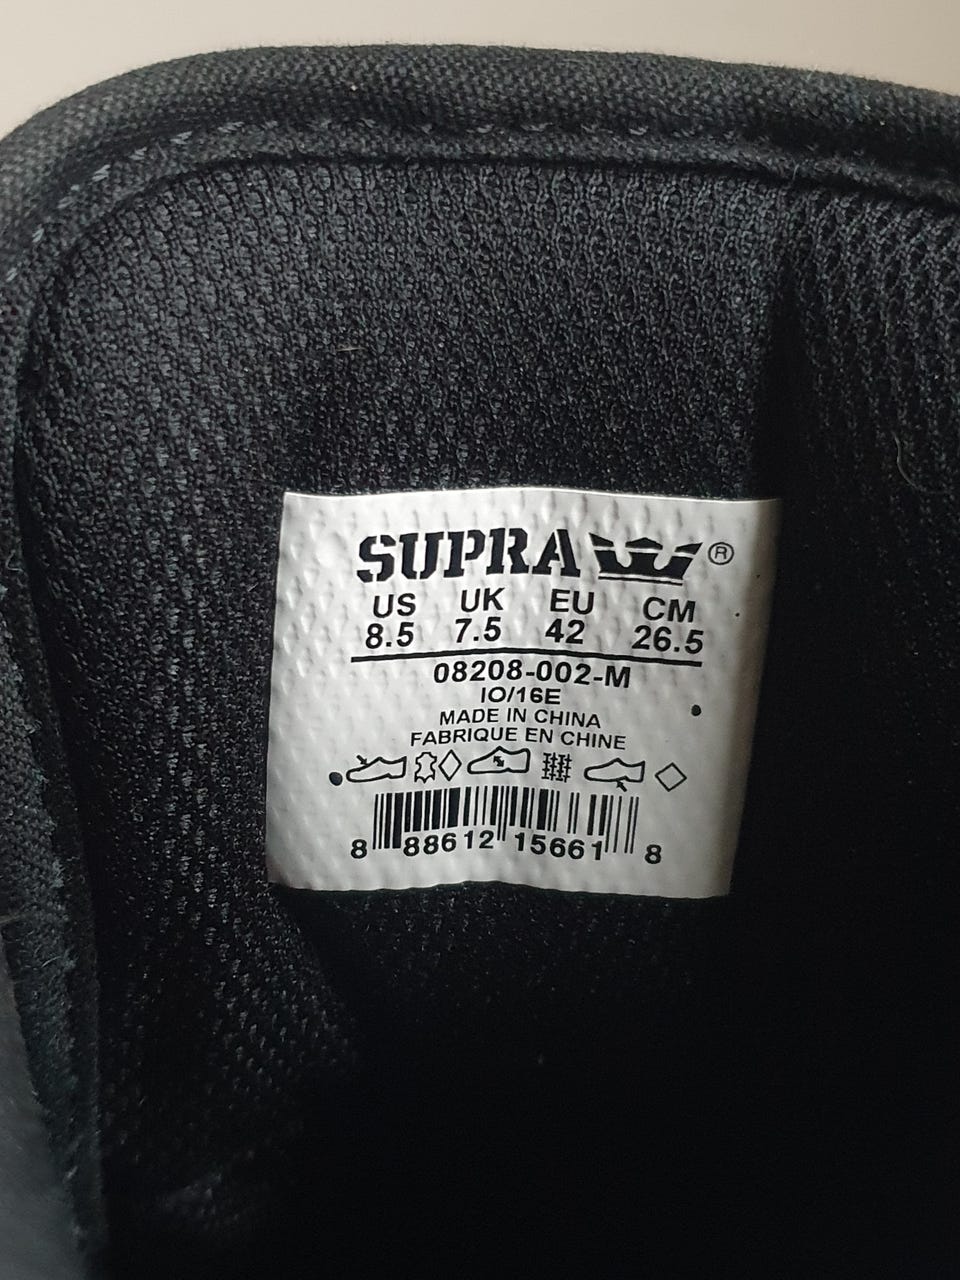 SUPRA ®
US UK EU CM
8.5 7.5 42 26.5
08208-002-M
IO/16E
MADE IN CHINA
FABRIQUE EN CHINE
8 88612 15661 8